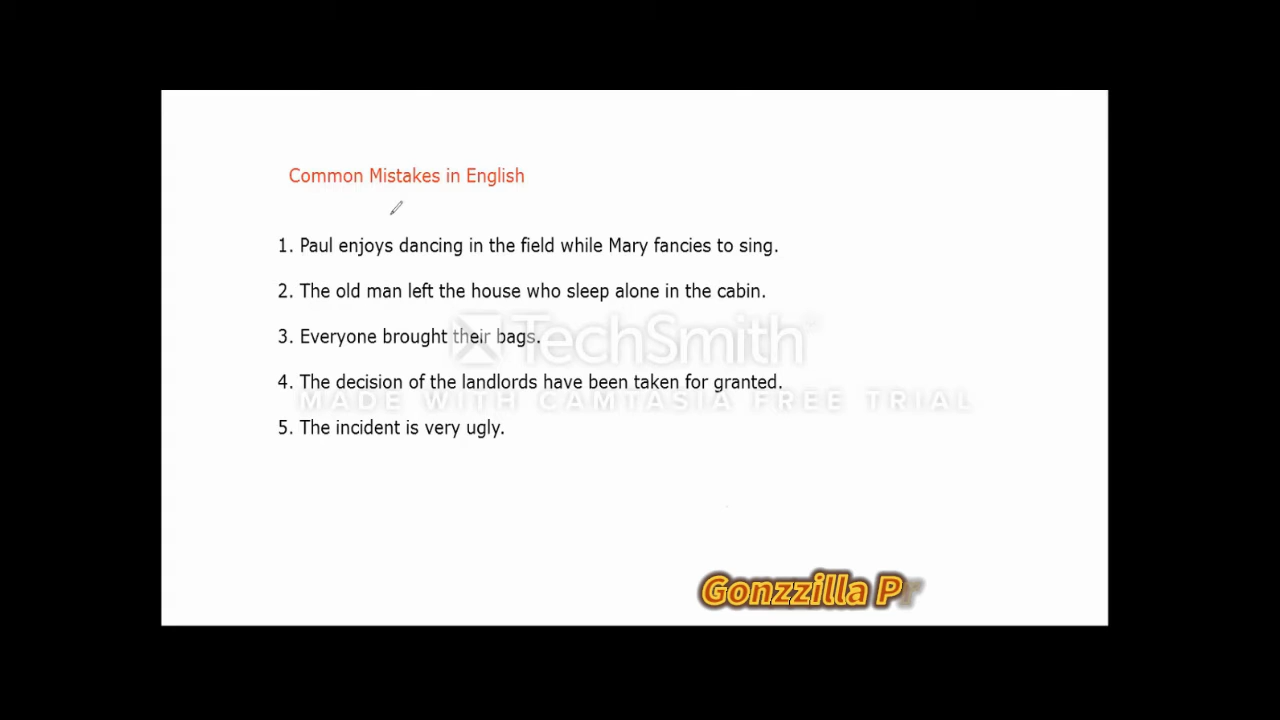 Common Mistakes in English
1. Paul enjoys dancing in the field while Mary fancies to sing.
2. The old man left the house who sleep alone in the cabin.
3. Everyone brought their bags.
TechSmith
4. The decision of the landlords have been taken for granted.
MADE WITH CAMTASIA FREE TRIAL
5. The incident is very ugly.
Gonzzilla Pr